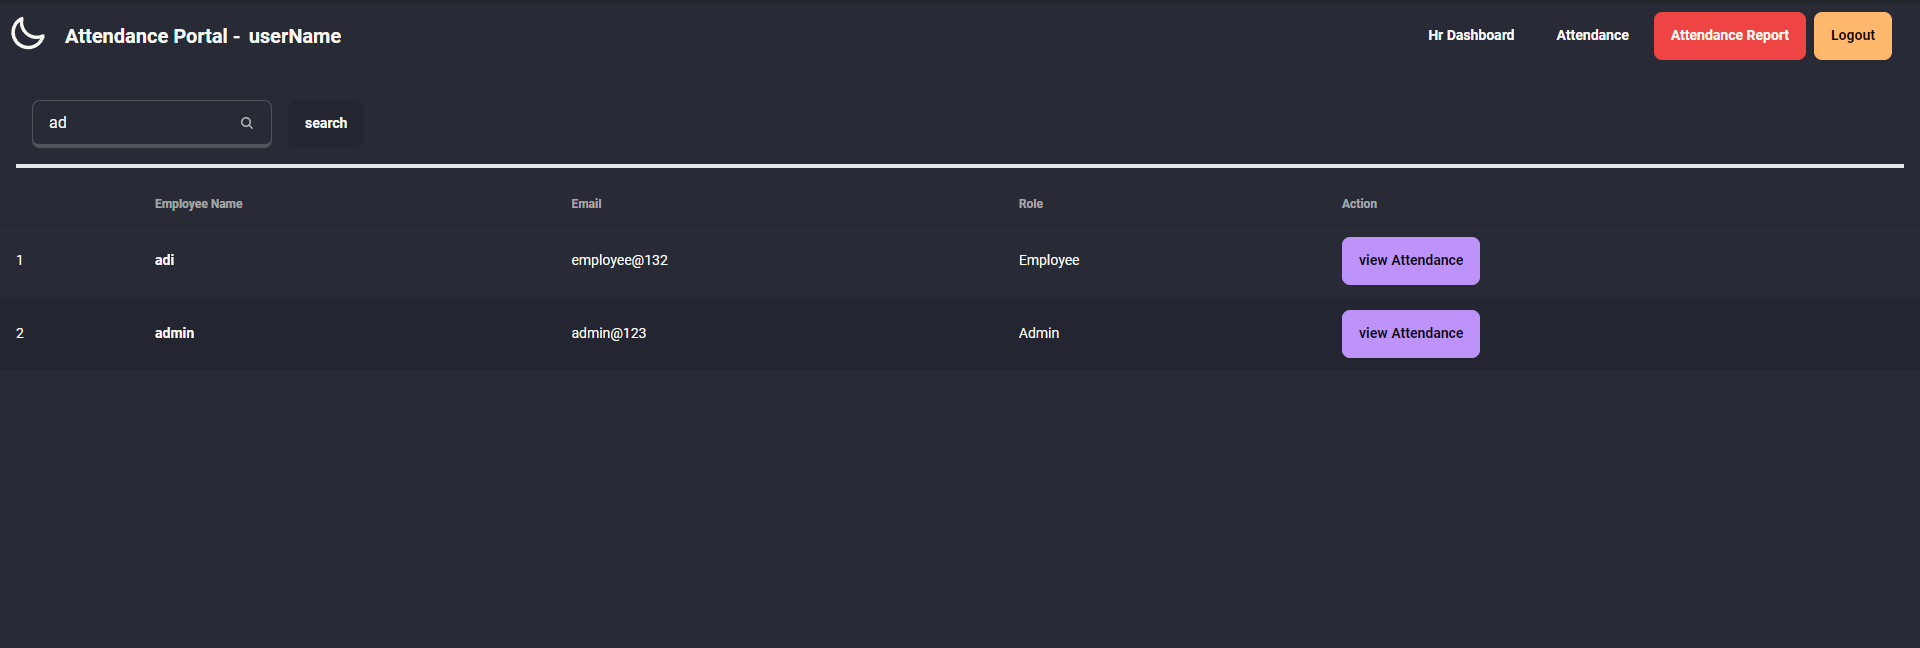 Attendance Portal - userName Hr Dashboard Attendance Attendance Report Logout
ad search
Employee Name Email Role Action
1 adi employee@132 Employee view Attendance
2 admin admin@123 Admin view Attendance